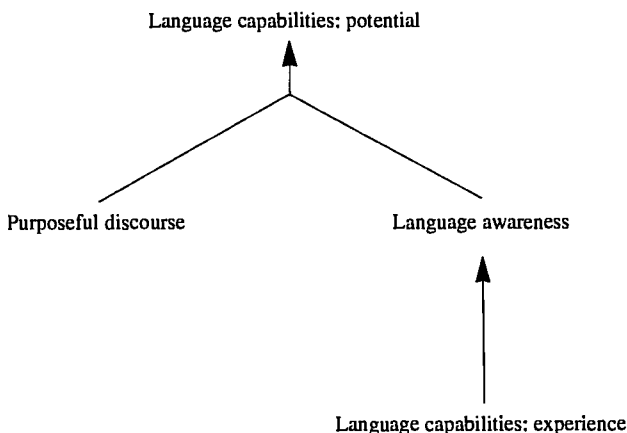 Language capabilities: potential
Purposeful discourse
Language awareness
Language capabilities: experience